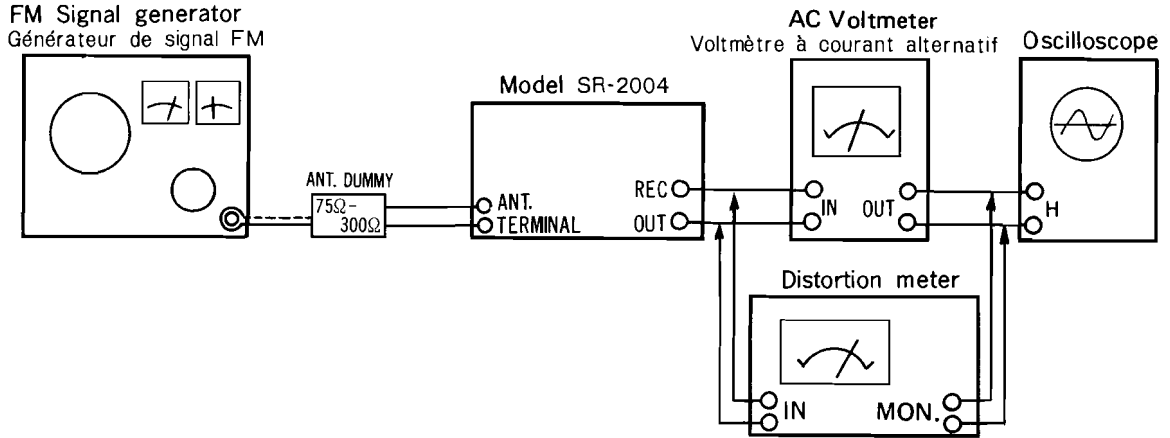 FM Signal generator
Générateur de signal FM
AC Voltmeter
Voltmètre à courant alternatif
Oscilloscope
Model SR-2004
ANT. DUMMY
75Ω-
300Ω
ANT.
TERMINAL
REC
OUT
IN
OUT
H
Distortion meter
IN
MON.